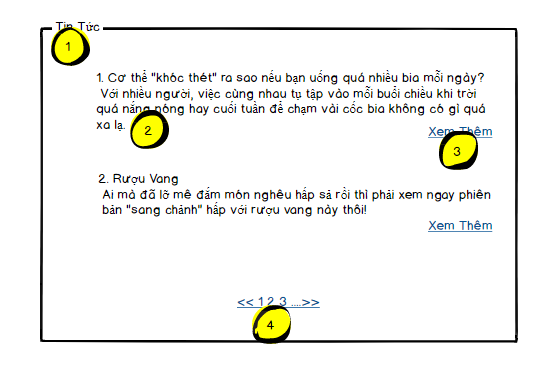 Tin Tức
1
1. Cơ thể "khóc thét" ra sao nếu bạn uống quá nhiều bia mỗi ngày?
Với nhiều người, việc cùng nhau tụ tập vào mỗi buổi chiều khi trời
quá nắng nóng hay cuối tuần để chạm vài cốc bia không có gì quá
xa lạ.
2
Xem Thêm
3
2. Rượu Vang
Ai mà đã lỡ mê đắm món nghêu hấp sả rồi thì phải xem ngay phiên
bản "sang chảnh" hấp với rượu vang này thôi!
Xem Thêm
<< 1 2 3 ....>>
4